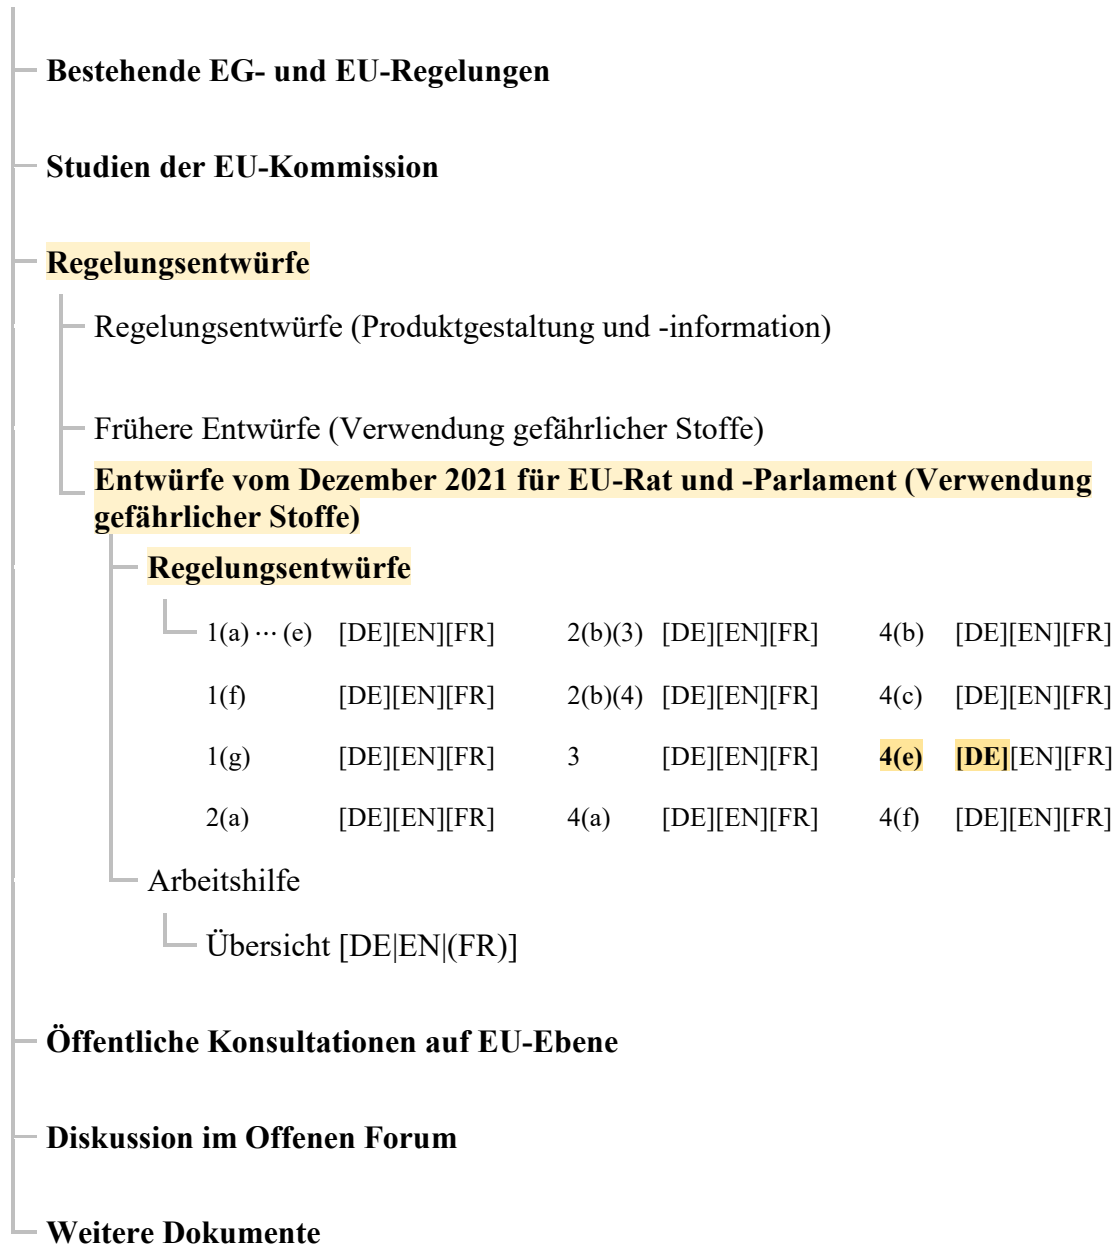 Bestehende EG- und EU-Regelungen
Studien der EU-Kommission
Regelungsentwürfe
Regelungsentwürfe (Produktgestaltung und -information)
Frühere Entwürfe (Verwendung gefährlicher Stoffe)
Entwürfe vom Dezember 2021 für EU-Rat und -Parlament (Verwendung
gefährlicher Stoffe)
Regelungsentwürfe
1(a) ⋯ (e) [DE][EN][FR] 2(b)(3) [DE][EN][FR] 4(b) [DE][EN][FR]
1(f) [DE][EN][FR] 2(b)(4) [DE][EN][FR] 4(c) [DE][EN][FR]
1(g) [DE][EN][FR] 3 [DE][EN][FR] 4(e) [DE][EN][FR]
2(a) [DE][EN][FR] 4(a) [DE][EN][FR] 4(f) [DE][EN][FR]
Arbeitshilfe
Übersicht [DE|EN|(FR)]
Öffentliche Konsultationen auf EU-Ebene
Diskussion im Offenen Forum
Weitere Dokumente